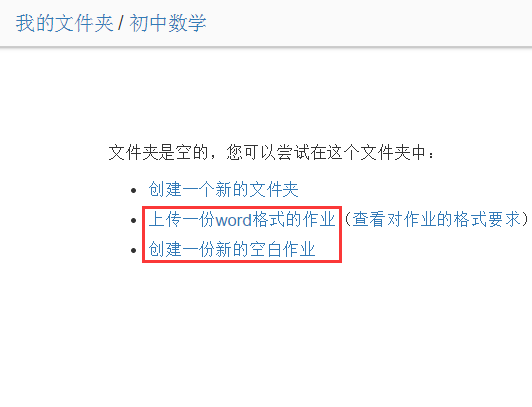 我的文件夹 / 初中数学
文件夹是空的，您可以尝试在这个文件夹中：
创建一个新的文件夹
上传一份word格式的作业（查看对作业的格式要求）
创建一份新的空白作业